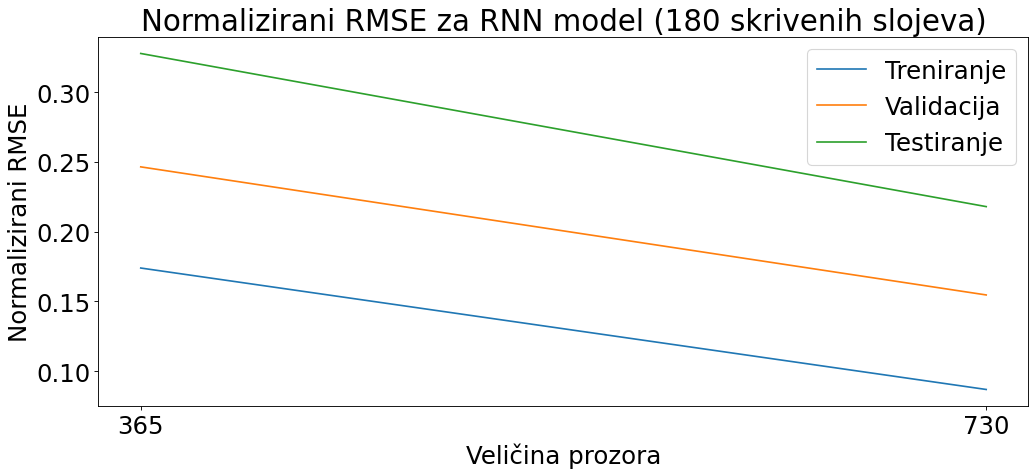 Normalizirani RMSE za RNN model (180 skrivenih slojeva)
Treniranje
Validacija
Testiranje
Normalizirani RMSE
0.30
0.25
0.20
0.15
0.10
365
730
Veličina prozora